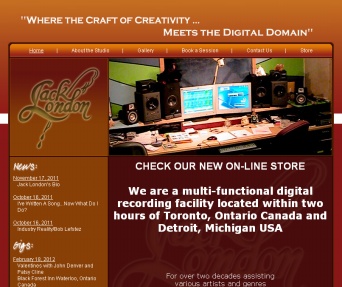 "Where the Craft of Creativity ...
Meets the Digital Domain"
Home | About the Studio | Gallery | Book a Session | Contact Us | Store
Jack London
News:
November 17, 2011
Jack London's Bio
October 18, 2011
I've Written A Song...Now What Do I Do?
October 16, 2011
Industry Reality/Bob Lefstez
Gigs:
February 18, 2012
Valentines with John Denver and
Patsy Cline
Black Forest Inn Waterloo, Ontario
Canada
CHECK OUR NEW ON-LINE STORE
We are a multi-functional digital
recording facility located within two
hours of Toronto, Ontario Canada and
Detroit, Michigan USA
For over two decades assisting
various artists and genres